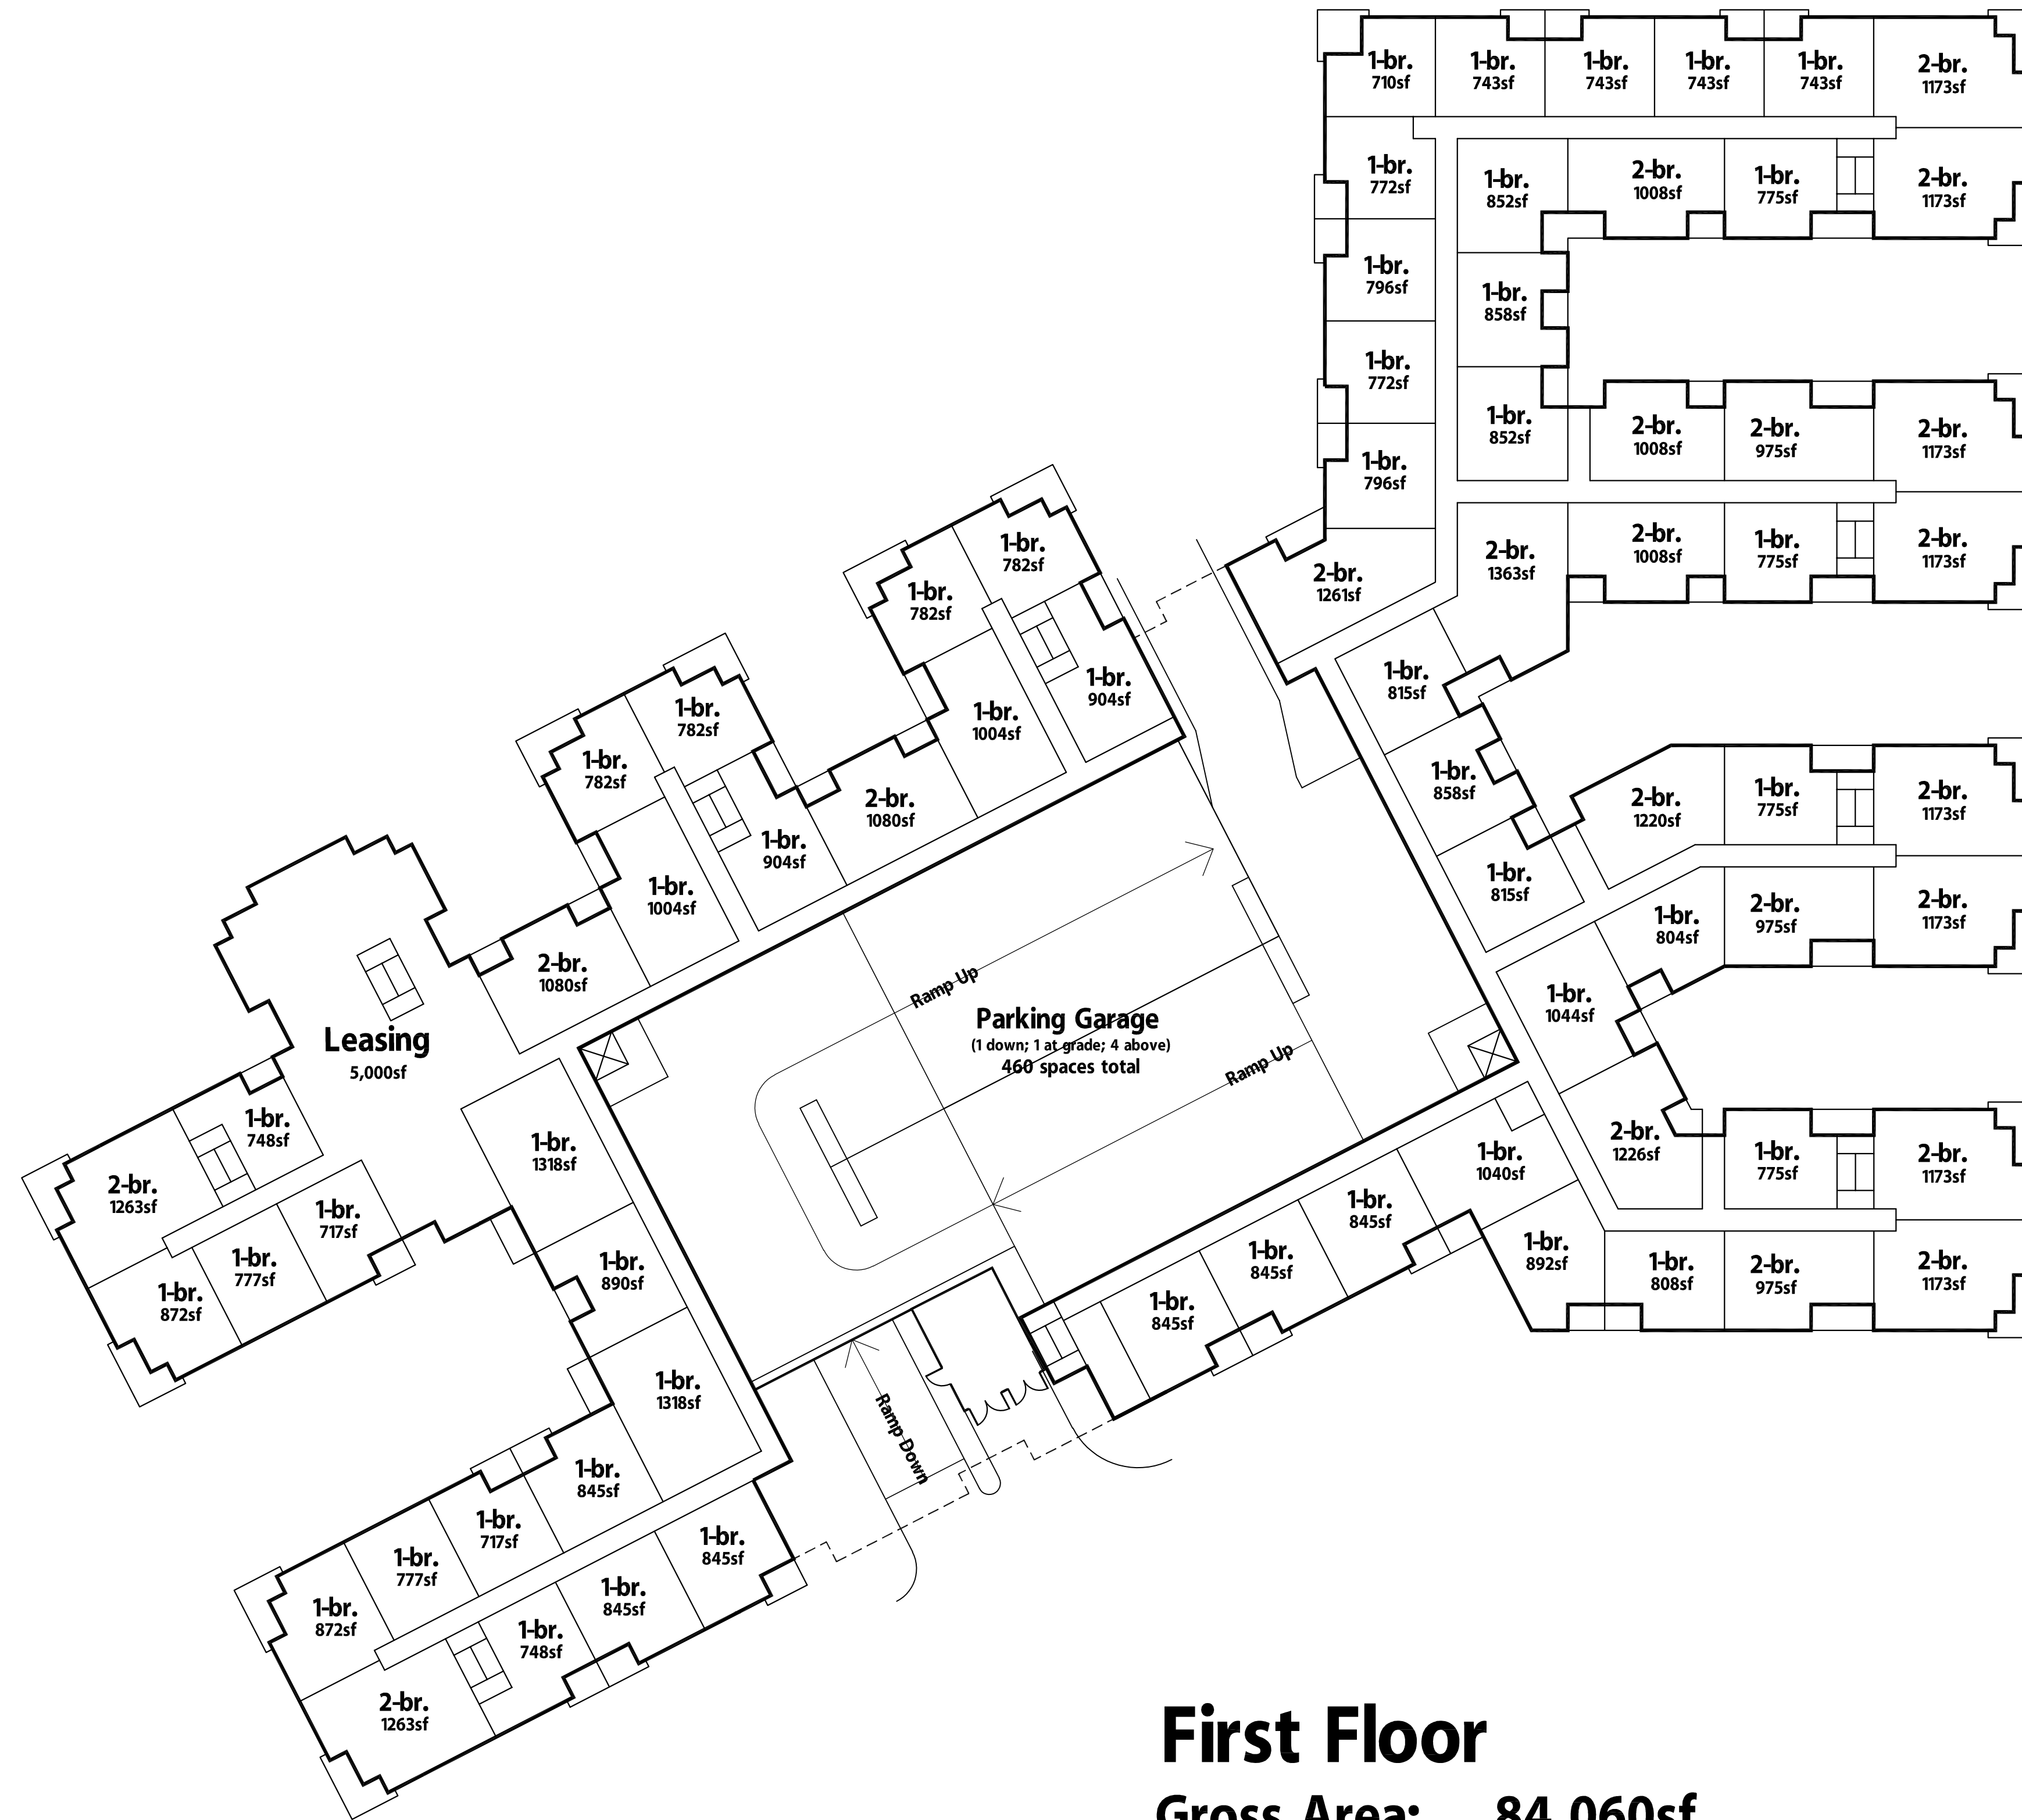 1-br.
710sf
1-br.
743sf
1-br.
743sf
1-br.
743sf
1-br.
743sf
2-br.
1173sf
1-br.
772sf
1-br.
852sf
2-br.
1008sf
1-br.
775sf
2-br.
1173sf
1-br.
796sf
1-br.
858sf
1-br.
772sf
1-br.
852sf
2-br.
1008sf
2-br.
975sf
2-br.
1173sf
1-br.
796sf
2-br.
1261sf
2-br.
1363sf
2-br.
1008sf
1-br.
775sf
2-br.
1173sf
1-br.
782sf
1-br.
782sf
1-br.
904sf
1-br.
1004sf
1-br.
815sf
1-br.
782sf
1-br.
782sf
2-br.
1080sf
1-br.
904sf
1-br.
1004sf
1-br.
858sf
2-br.
1220sf
1-br.
775sf
2-br.
1173sf
1-br.
815sf
1-br.
804sf
2-br.
975sf
2-br.
1173sf
2-br.
1080sf
Ramp Up
Parking Garage
(1 down; 1 at grade; 4 above)
460 spaces total
Ramp Up
1-br.
1044sf
Leasing
5,000sf
1-br.
748sf
2-br.
1263sf
1-br.
717sf
1-br.
777sf
1-br.
872sf
1-br.
1318sf
1-br.
890sf
1-br.
1318sf
1-br.
1040sf
2-br.
1226sf
1-br.
775sf
2-br.
1173sf
1-br.
845sf
1-br.
845sf
1-br.
845sf
1-br.
892sf
1-br.
808sf
2-br.
975sf
2-br.
1173sf
Ramp Down
1-br.
845sf
1-br.
717sf
1-br.
777sf
1-br.
872sf
1-br.
845sf
1-br.
845sf
1-br.
748sf
2-br.
1263sf
First Floor
Gross Area: 84,060sf